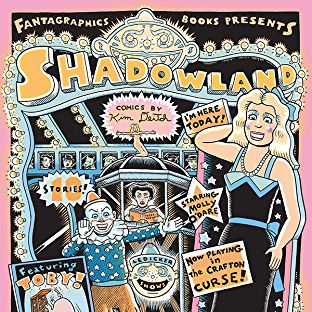 FANTAGRAPHICS BOOKS PRESENTS
SHADOWLAND
COMICS BY
Kim Deitch
I'M HERE
TODAY!
10
STORIES!
STARRING
MOLLY
O'DARE
LEDICKER
SHOWS
NOW PLAYING
in the
CRAFTON
CURSE!
Featuring
TOBY!